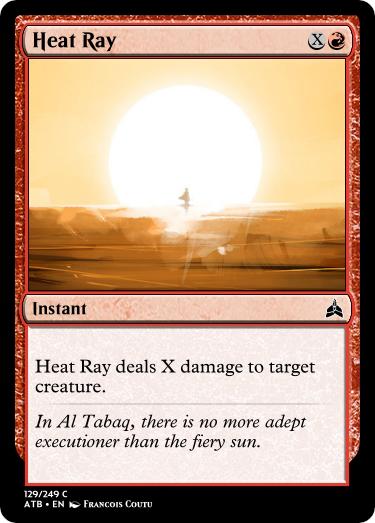 Heat Ray X
Instant
Heat Ray deals X damage to target
creature.
In Al Tabaq, there is no more adept
executioner than the fiery sun.
129/249 C
ATB • EN Francois Coutu